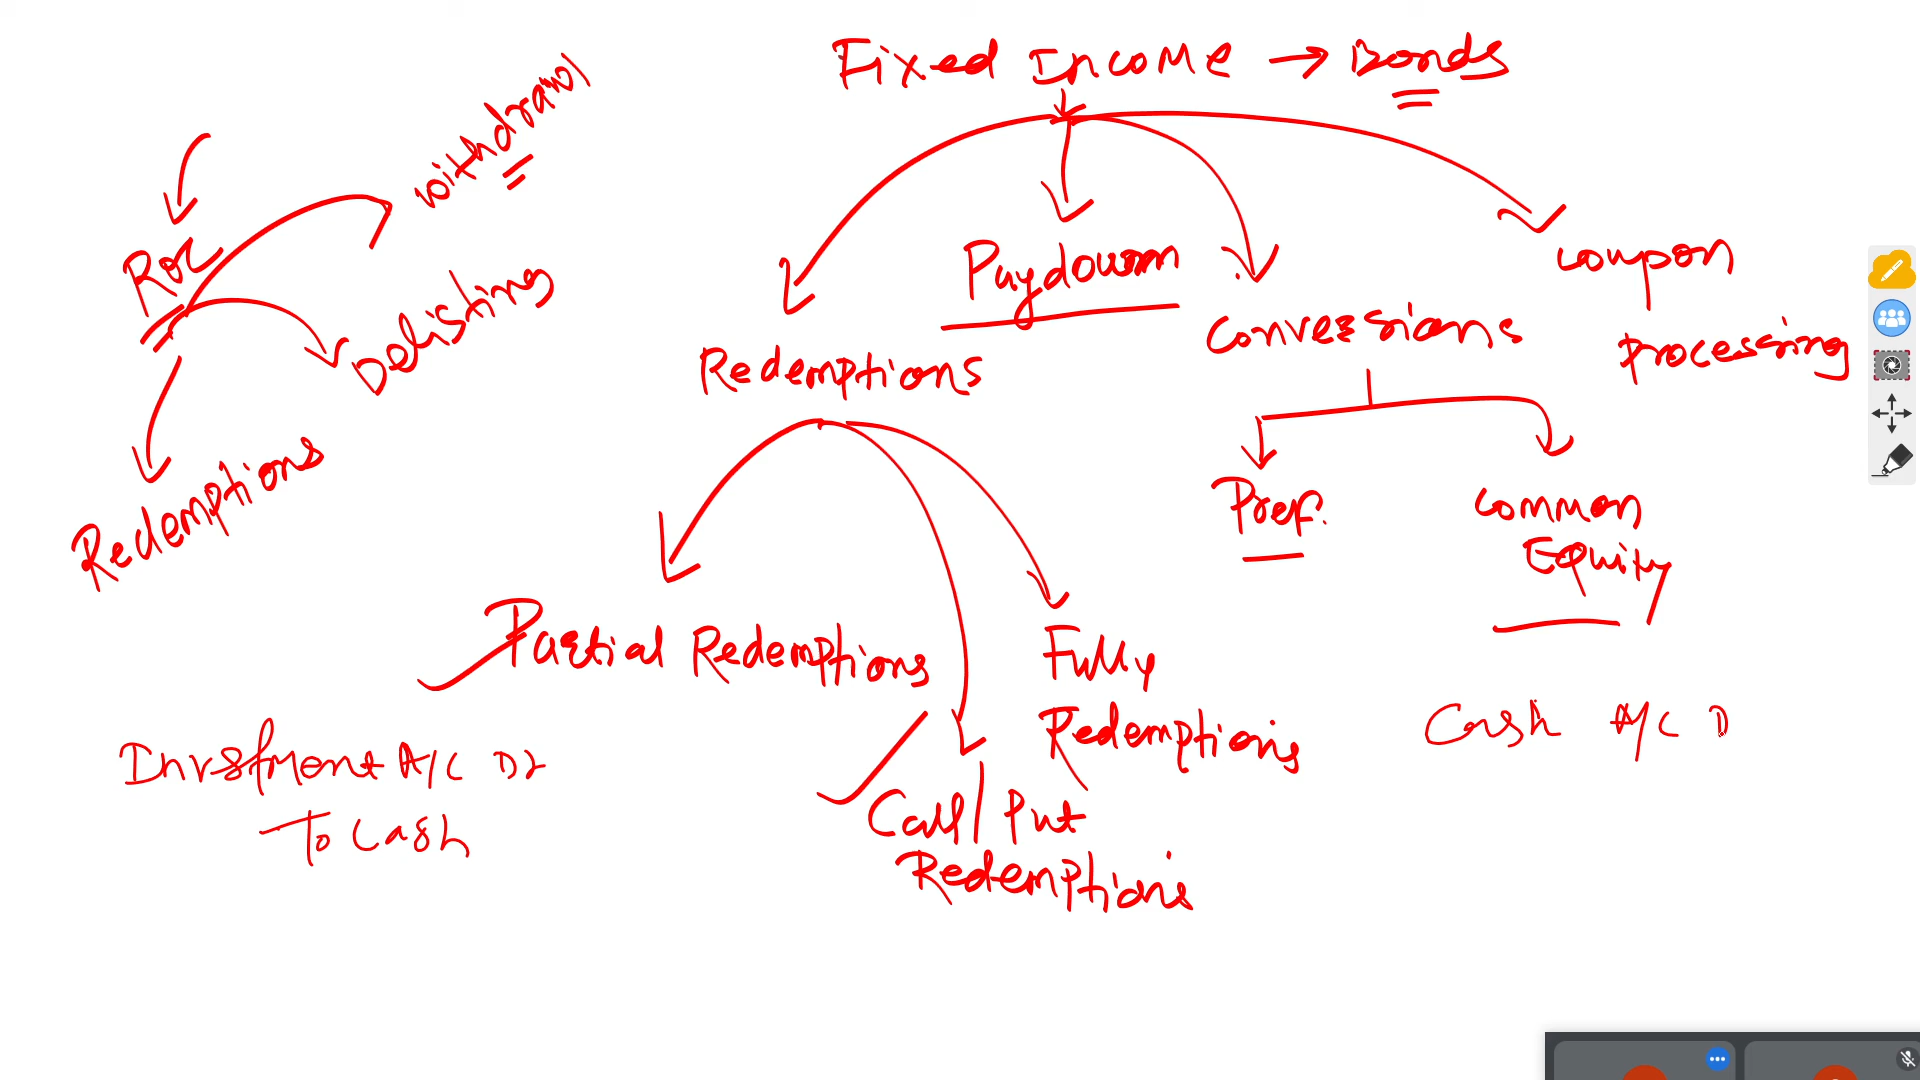 Fixed Income → Bonds
withdrawl
ROC
Delisting
Redemptions
Redemptions
Paydown
Conversions
coupon
processing
Pref.
Common
Equity
Partial Redemptions
Fully
Redemptions
Call/Put
Redemptions
Investment A/C Dr
To Cash
Cash A/C D